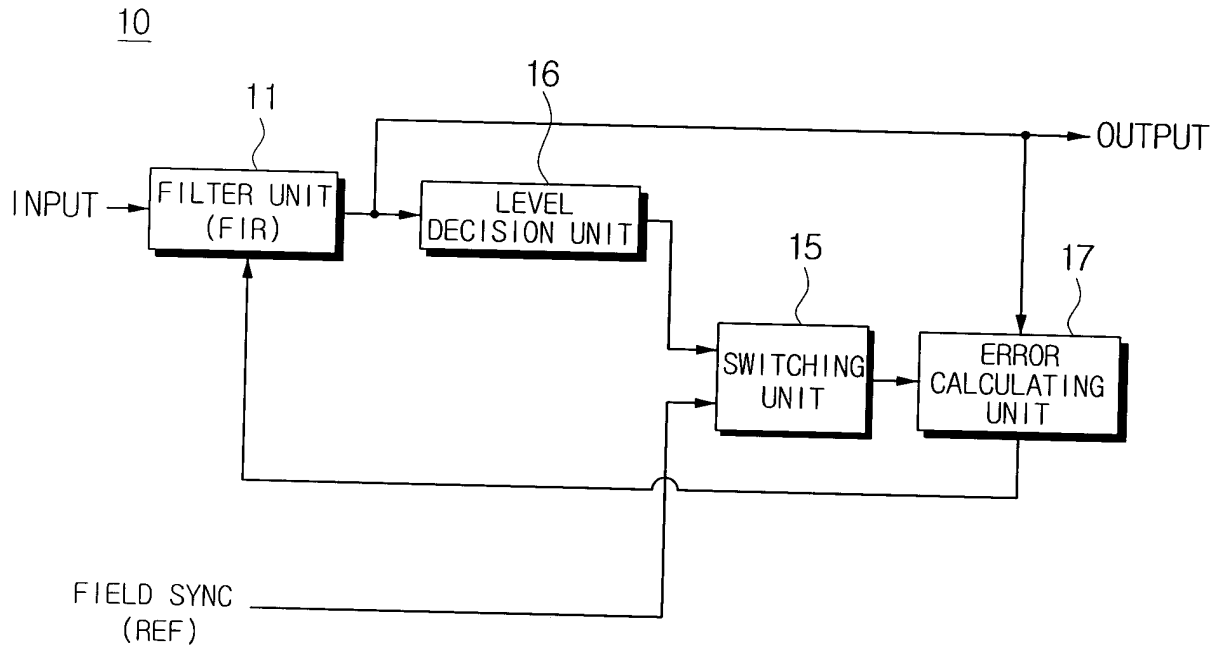 10
11
16
INPUT
FILTER UNIT
(FIR)
LEVEL
DECISION UNIT
OUTPUT
15
17
SWITCHING
UNIT
ERROR
CALCULATING
UNIT
FIELD SYNC
(REF)